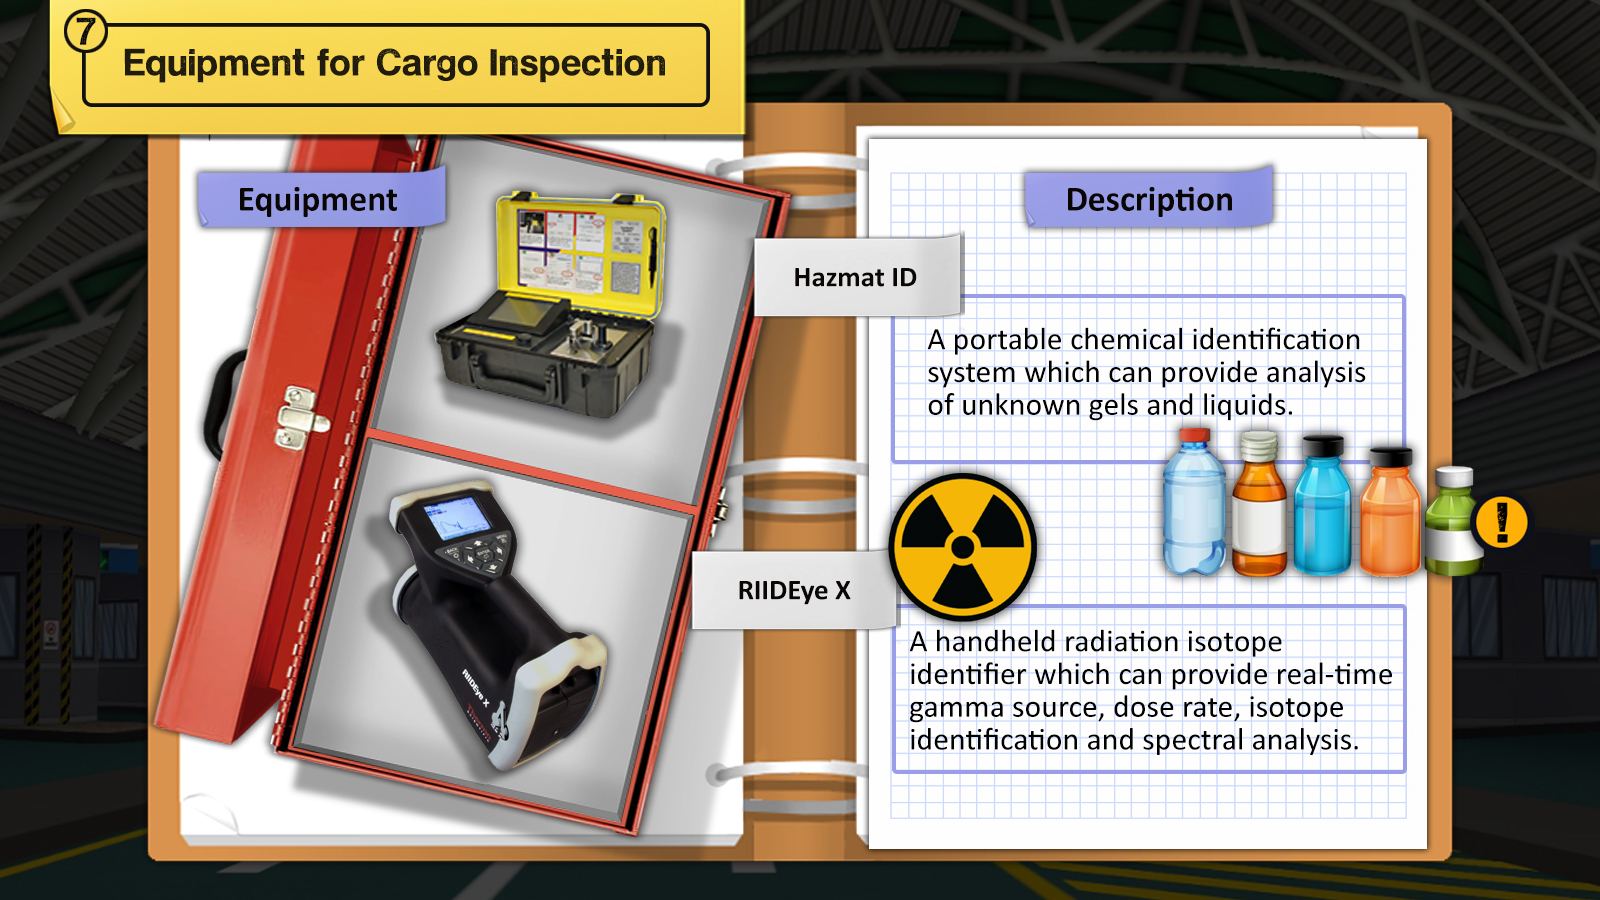 7
Equipment for Cargo Inspection
Equipment
Description
Hazmat ID
A portable chemical identification
system which can provide analysis
of unknown gels and liquids.
RIIDEye X
A handheld radiation isotope
identifier which can provide real-time
gamma source, dose rate, isotope
identification and spectral analysis.
RIIDEye X